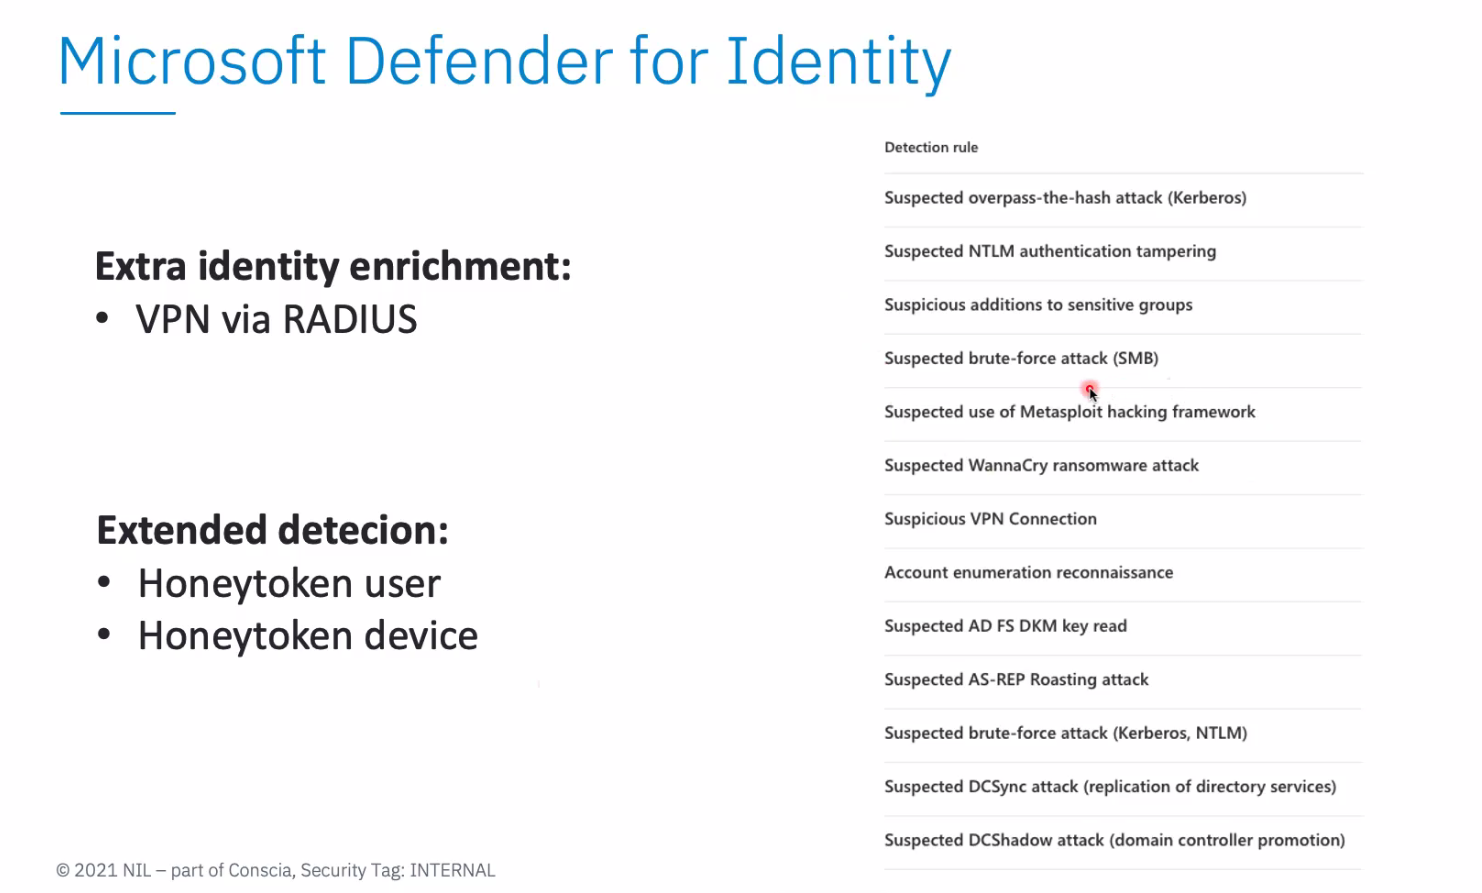 Microsoft Defender for Identity
Extra identity enrichment:
• VPN via RADIUS
Extended detecion:
• Honeytoken user
• Honeytoken device
Detection rule
Suspected overpass-the-hash attack (Kerberos)
Suspected NTLM authentication tampering
Suspicious additions to sensitive groups
Suspected brute-force attack (SMB)
Suspected use of Metasploit hacking framework
Suspected WannaCry ransomware attack
Suspicious VPN Connection
Account enumeration reconnaissance
Suspected AD FS DKM key read
Suspected AS-REP Roasting attack
Suspected brute-force attack (Kerberos, NTLM)
Suspected DCSync attack (replication of directory services)
Suspected DCShadow attack (domain controller promotion)
© 2021 NIL – part of Conscia, Security Tag: INTERNAL